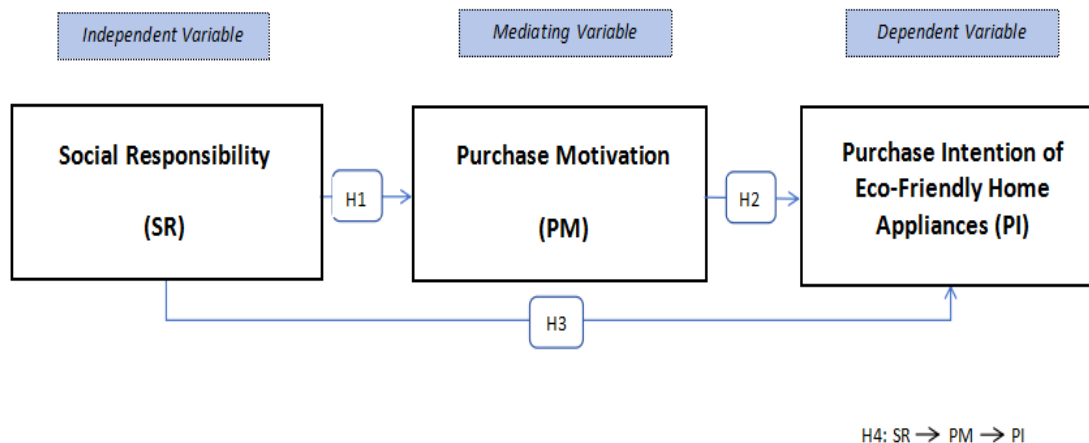 Independent Variable
Mediating Variable
Dependent Variable
Social Responsibility
(SR)
H1
Purchase Motivation
(PM)
H2
Purchase Intention of
Eco-Friendly Home
Appliances (PI)
H3
H4: SR → PM → PI